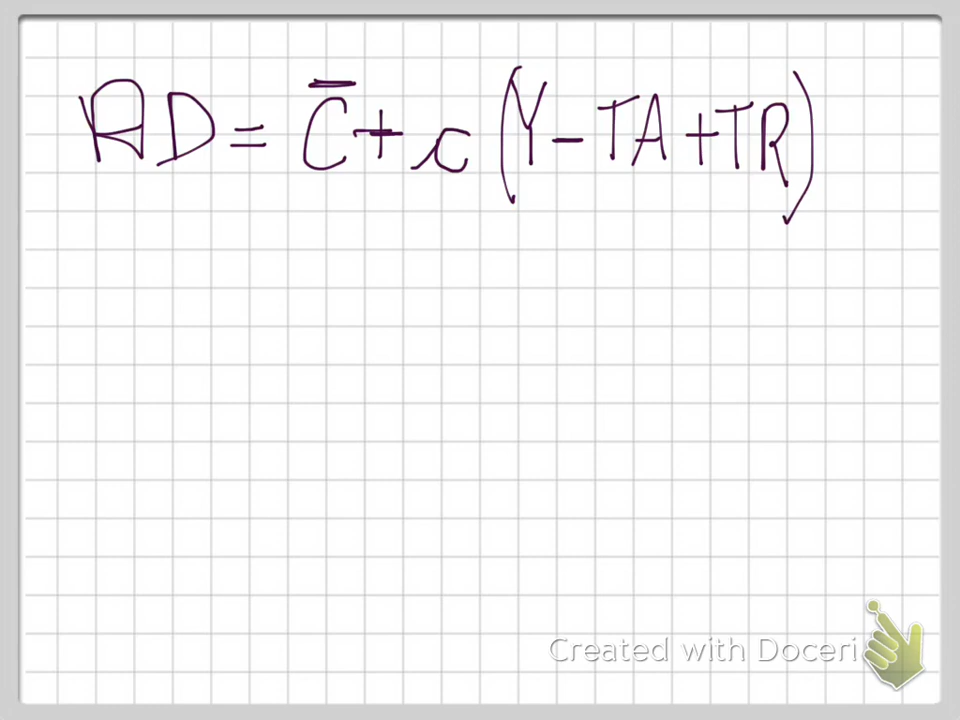 AD = C̄ + c (Y - TA + TR)
Created with Doceri